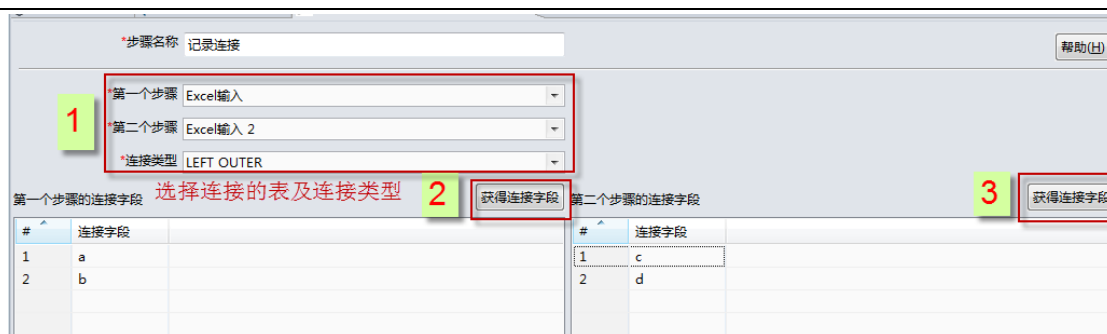 *步骤名称 记录连接
帮助(H)
*第一个步骤 Excel输入
1
*第二个步骤 Excel输入 2
*连接类型 LEFT OUTER
选择连接的表及连接类型
第一个步骤的连接字段
2
获得连接字段
第二个步骤的连接字段
3
获得连接字段
# 连接字段
1 a
2 b
# 连接字段
1 c
2 d